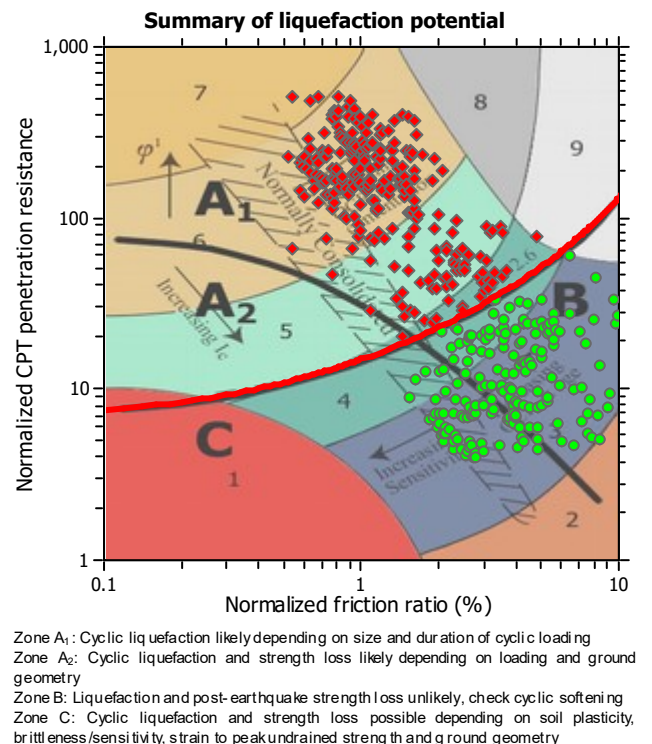 Summary of liquefaction potential
1,000
7
8
9
φ¹
Normally Consolidated
A₁
100
6
2.6
A₂
B
Increasing Ic
5
10
4
3
C
Increasing
Sensitivity
1
2
1
0.1
1
10
Normalized CPT penetration resistance
Normalized friction ratio (%)
Zone A₁: Cyclic liquefaction likely depending on size and duration of cyclic loading
Zone A₂: Cyclic liquefaction and strength loss likely depending on loading and ground
geometry
Zone B: Liquefaction and post-earthquake strength loss unlikely, check cyclic softening
Zone C: Cyclic liquefaction and strength loss possible depending on soil plasticity,
brittleness/sensitivity, strain to peak undrained strength and ground geometry